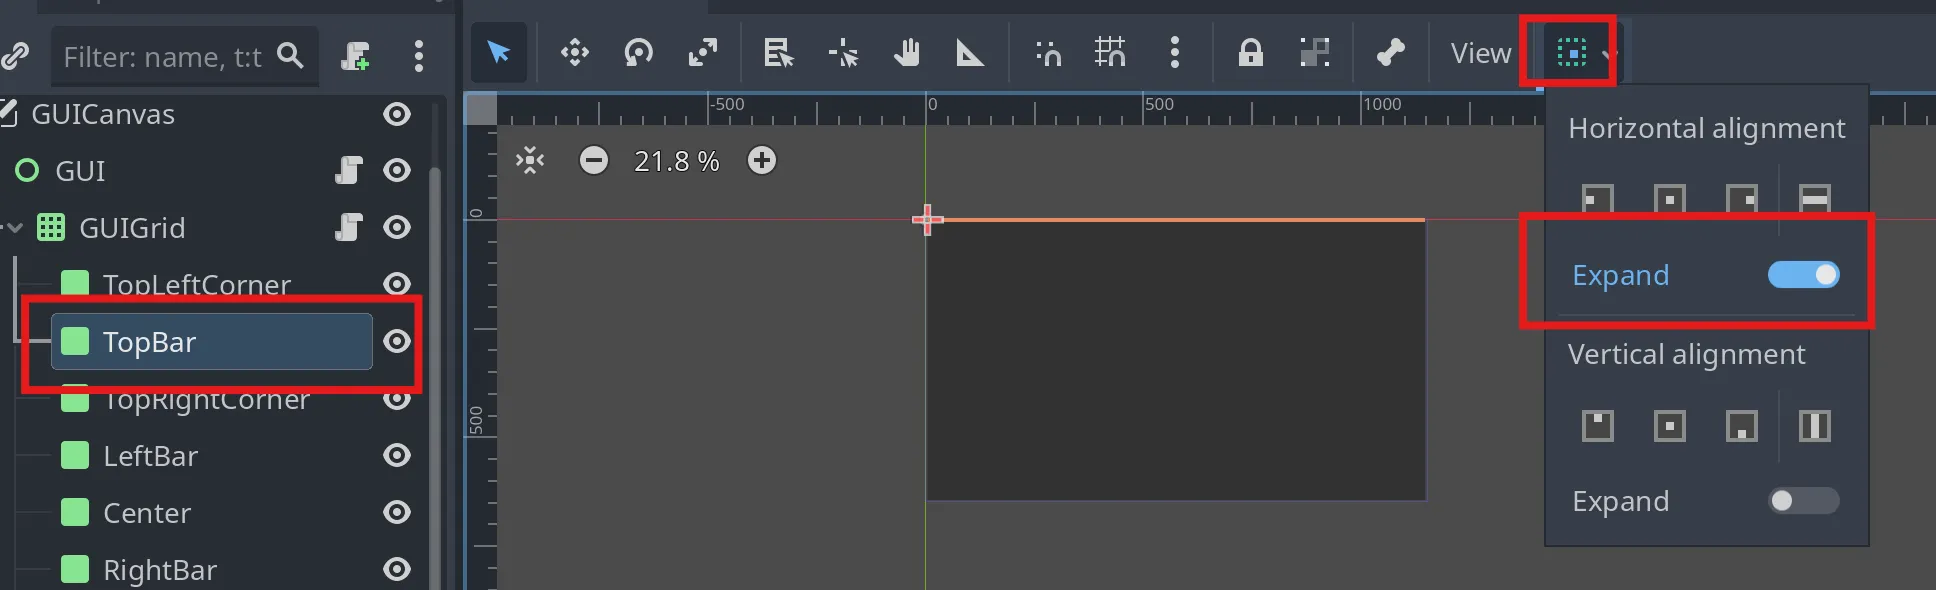 Filter: name, t:t
View
-500
0
500
1000
Horizontal alignment
GUICanvas
21.8 %
GUI
0
GUIGrid
Expand
TopLeftCorner
TopBar
Vertical alignment
TopRightCorner
500
LeftBar
Expand
Center
RightBar